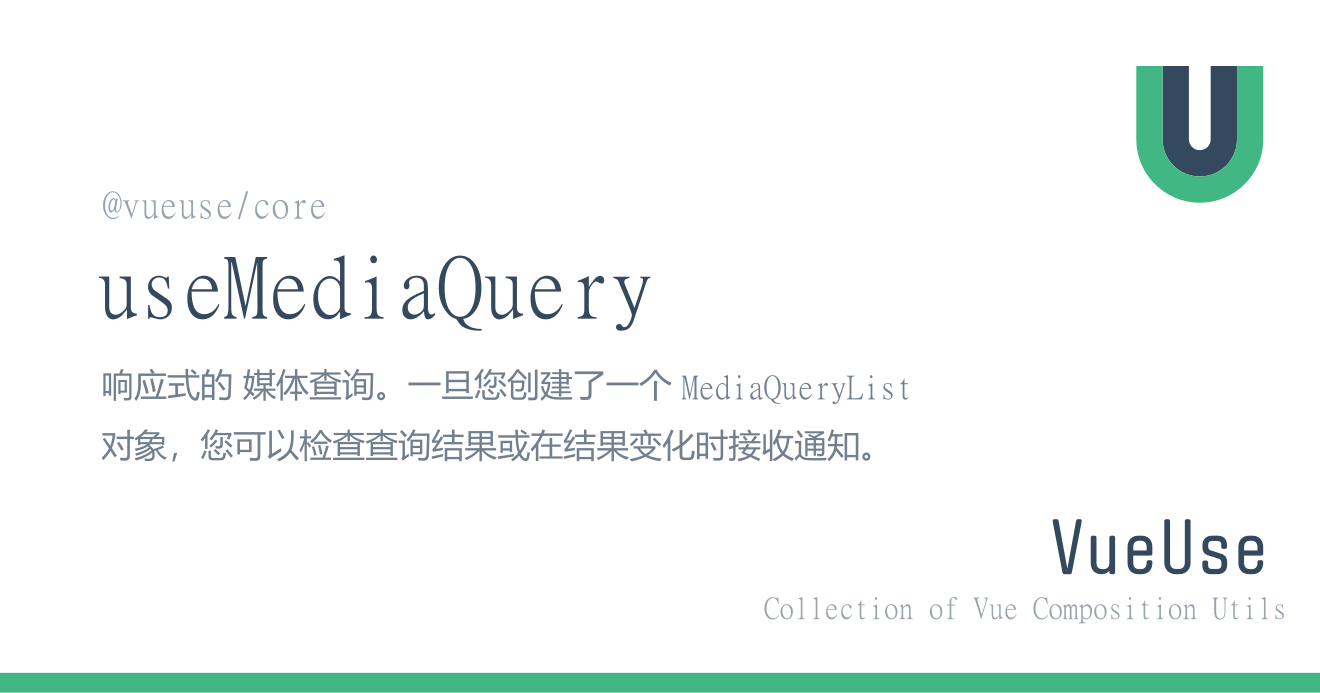 @vueuse/core
useMediaQuery
响应式的 媒体查询。一旦您创建了一个 MediaQueryList
对象，您可以检查查询结果或在结果变化时接收通知。
VueUse
Collection of Vue Composition Utils